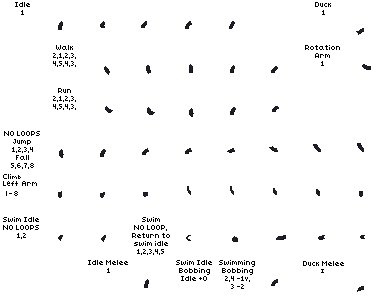 Idle
1
Duck
1
Walk
2,1,2,3,
4,5,4,3,
Rotation
Arm
1
Run
2,1,2,3,
4,5,4,3,
NO LOOPS
Jump
1,2,3,4
Fall
5,6,7,8
Climb
Left Arm
1-8
Swim Idle
NO LOOPS
1,2
Swim
NO LOOP,
Return to
swim idle
1,2,3,4,5
Idle Melee
1
Swim Idle
Bobbing
Idle +0
Swimming
Bobbing
2,4 -1v,
3 -2
Duck Melee
1